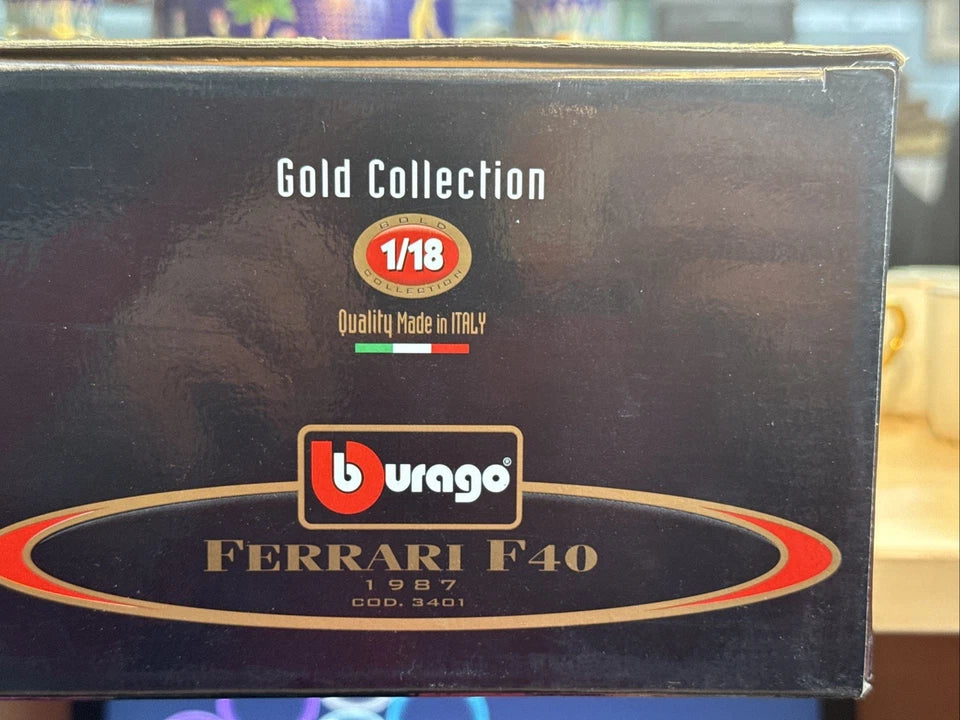 Gold Collection
GOLD
1/18
COLLECTION
Quality Made in ITALY
burago®
FERRARI F40
1987
COD. 3401